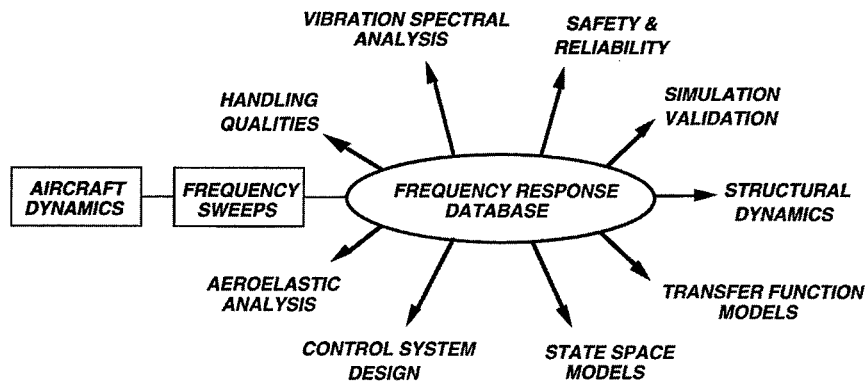 VIBRATION SPECTRAL
ANALYSIS
SAFETY &
RELIABILITY
HANDLING
QUALITIES
SIMULATION
VALIDATION
AIRCRAFT
DYNAMICS
FREQUENCY
SWEEPS
FREQUENCY RESPONSE
DATABASE
STRUCTURAL
DYNAMICS
AEROELASTIC
ANALYSIS
TRANSFER FUNCTION
MODELS
CONTROL SYSTEM
DESIGN
STATE SPACE
MODELS